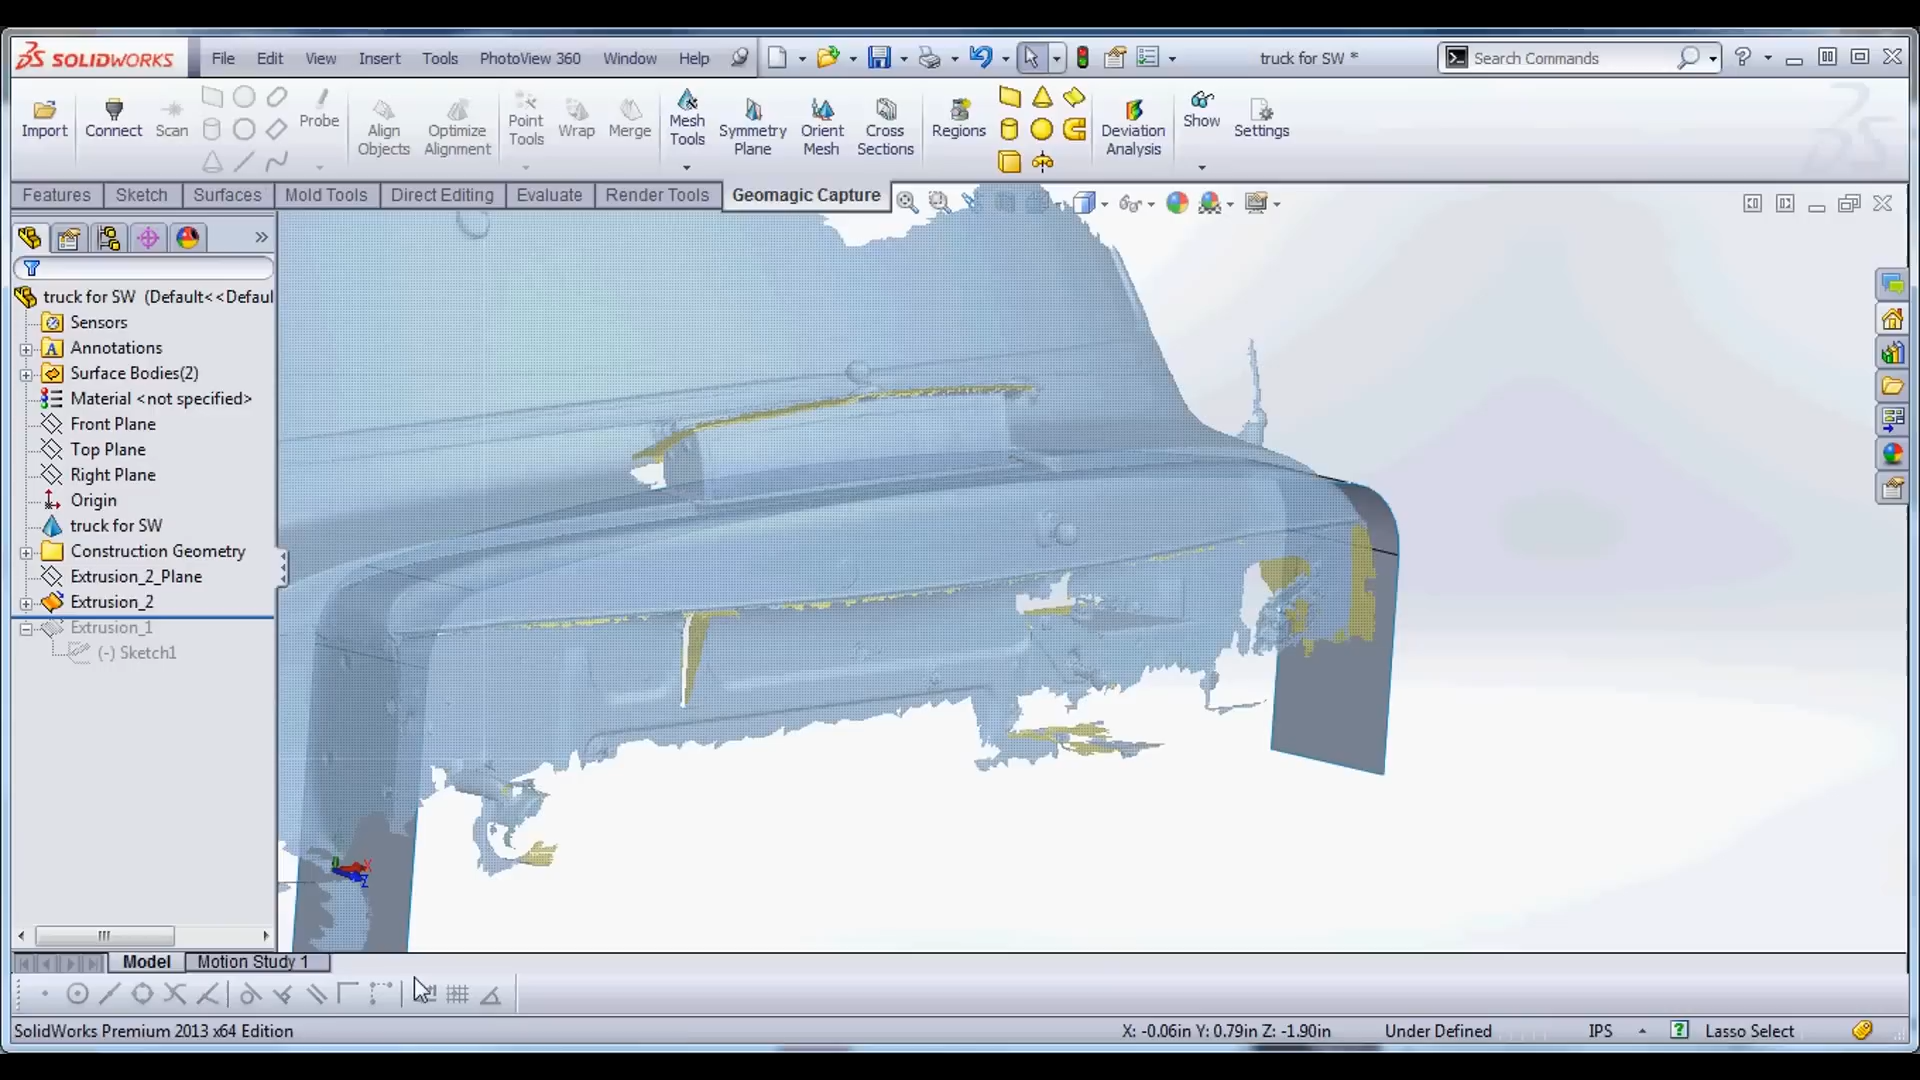 SOLIDWORKS File Edit View Insert Tools PhotoView 360 Window Help truck for SW * Search Commands
Import Connect Scan Probe Align Objects Optimize Alignment Point Tools Wrap Merge Mesh Tools Symmetry Plane Orient Mesh Cross Sections Regions Deviation Analysis Show Settings
Features Sketch Surfaces Mold Tools Direct Editing Evaluate Render Tools Geomagic Capture
truck for SW (Default<<Defaul
Sensors
Annotations
Surface Bodies(2)
Material <not specified>
Front Plane
Top Plane
Right Plane
Origin
truck for SW
Construction Geometry
Extrusion_2_Plane
Extrusion_2
Extrusion_1
(-) Sketch1
Model Motion Study 1
SolidWorks Premium 2013 x64 Edition X: -0.06in Y: 0.79in Z: -1.90in Under Defined IPS Lasso Select